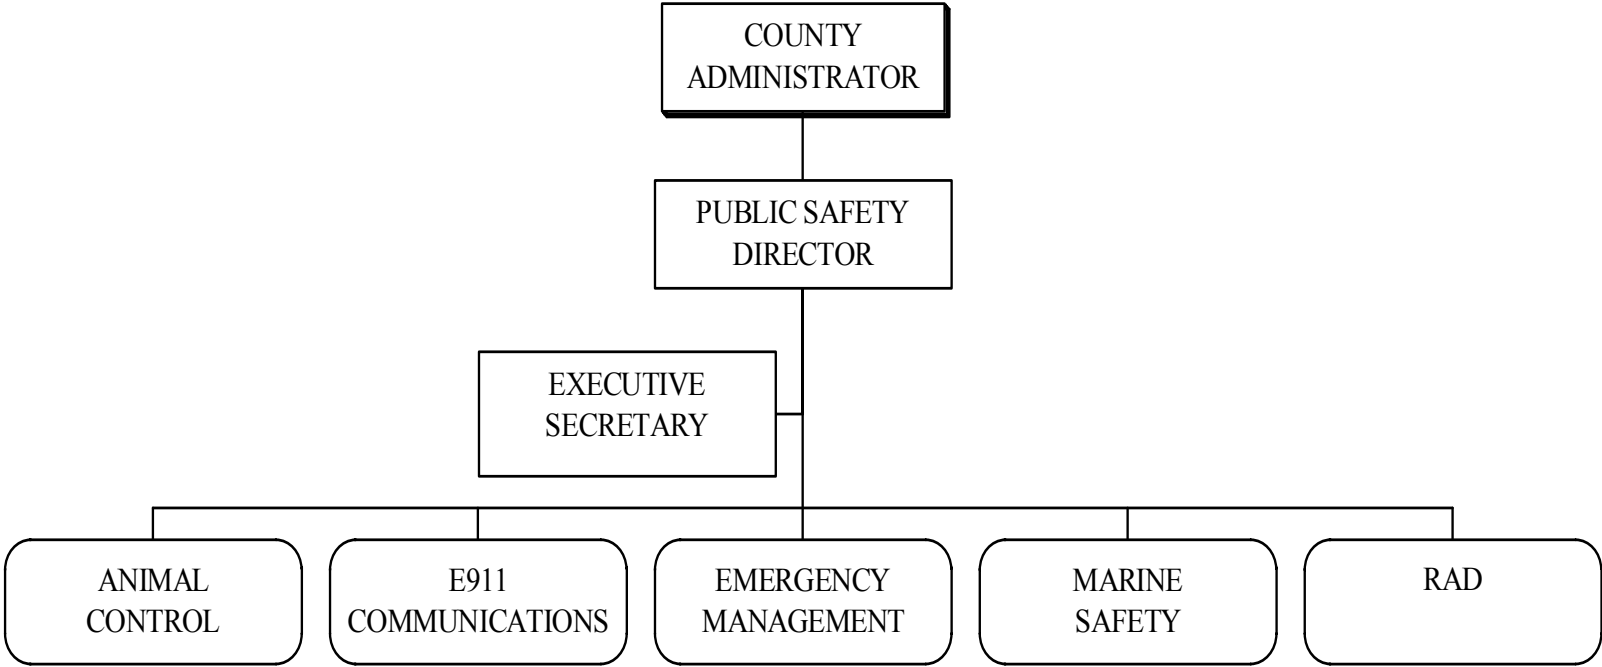 COUNTY
ADMINISTRATOR
PUBLIC SAFETY
DIRECTOR
EXECUTIVE
SECRETARY
ANIMAL
CONTROL
E911
COMMUNICATIONS
EMERGENCY
MANAGEMENT
MARINE
SAFETY
RAD